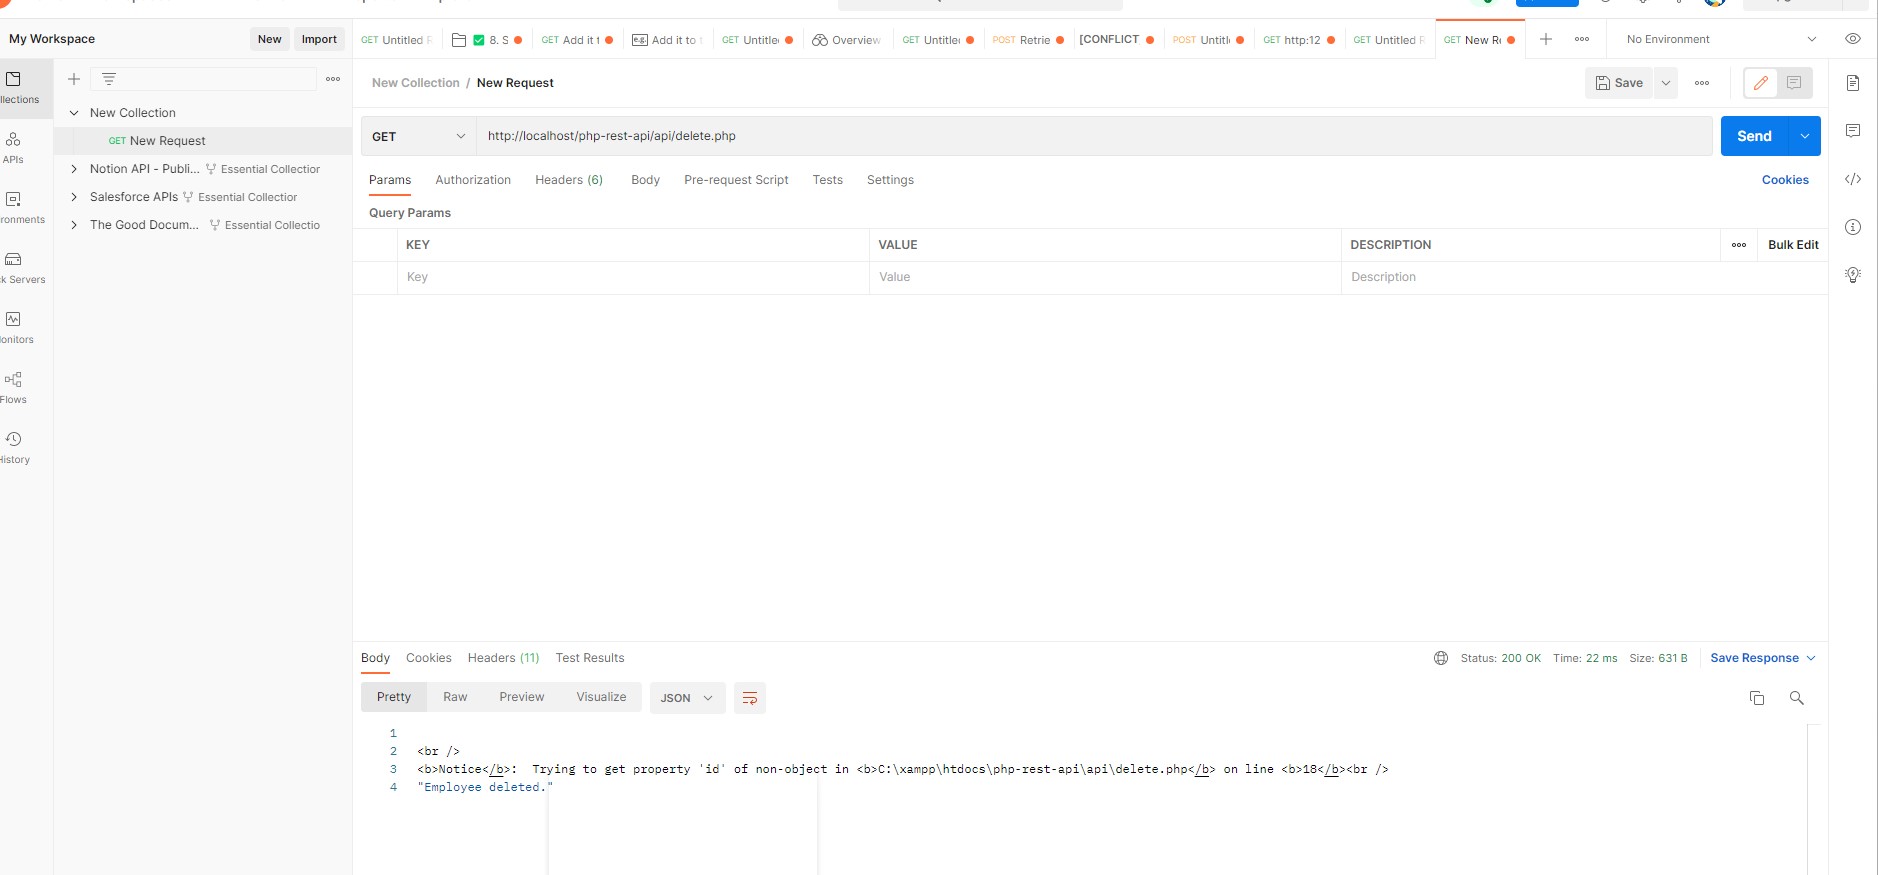 My Workspace
New
Import
GET Untitled R
8. S
GET Add it t
Add it to t
GET Untitle
Overview
GET Untitle
POST Retrie
[CONFLICT
POST Untitl
GET http:12
GET Untitled R
GET New Re
No Environment
New Collection / New Request
Save
llections
APIs
ronments
k Servers
onitors
Flows
History
New Collection
GET New Request
Notion API - Publi... Essential Collection
Salesforce APIs Essential Collection
The Good Docum... Essential Collectio
GET
http://localhost/php-rest-api/api/delete.php
Send
Params
Authorization
Headers (6)
Body
Pre-request Script
Tests
Settings
Cookies
Query Params
KEY
VALUE
DESCRIPTION
Bulk Edit
Key
Value
Description
Body
Cookies
Headers (11)
Test Results
Status: 200 OK
Time: 22 ms
Size: 631 B
Save Response
Pretty
Raw
Preview
Visualize
JSON
1
2 <br />
3 <b>Notice</b>:  Trying to get property 'id' of non-object in <b>C:\xampp\htdocs\php-rest-api\api\delete.php</b> on line <b>18</b><br />
4 "Employee deleted."